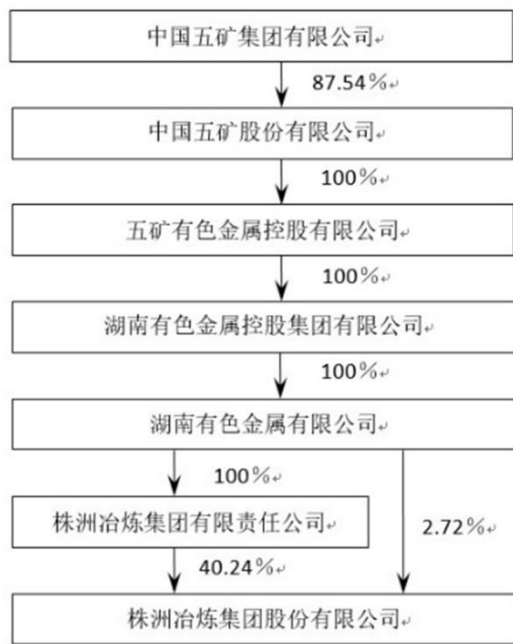 中国五矿集团有限公司
87.54%
中国五矿股份有限公司
100%
五矿有色金属控股有限公司
100%
湖南有色金属控股集团有限公司
100%
湖南有色金属有限公司
100%
株洲冶炼集团有限责任公司
2.72%
40.24%
株洲冶炼集团股份有限公司